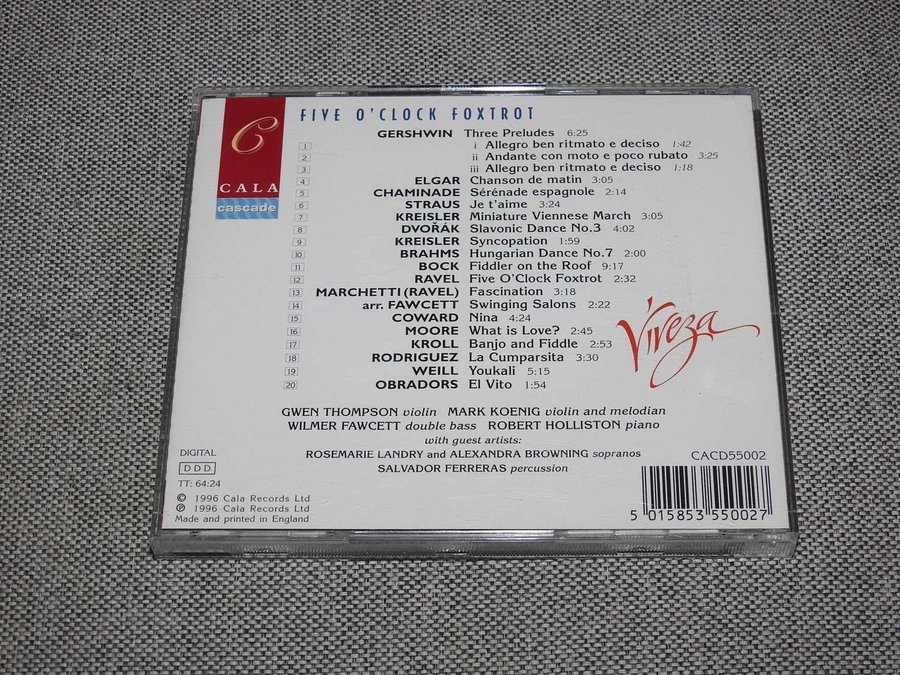 FIVE O'CLOCK FOXTROT
C
CALA
cascade
GERSHWIN Three Preludes 6:25
1 i Allegro ben ritmato e deciso 1:42
2 ii Andante con moto e poco rubato 3:25
3 iii Allegro ben ritmato e deciso 1:18
4 ELGAR Chanson de matin 3:05
5 CHAMINADE Sérénade espagnole 2:14
6 STRAUS Je t'aime 3:24
7 KREISLER Miniature Viennese March 3:05
8 DVOŘÁK Slavonic Dance No.3 4:02
9 KREISLER Syncopation 1:59
10 BRAHMS Hungarian Dance No.7 2:00
11 BOCK Fiddler on the Roof 9:17
12 RAVEL Five O'Clock Foxtrot 2:32
13 MARCHETTI (RAVEL) Fascination 3:18
14 arr. FAWCETT Swinging Salons 2:22
15 COWARD Nina 4:24
16 MOORE What is Love? 2:45
17 KROLL Banjo and Fiddle 2:53
18 RODRIGUEZ La Cumparsita 3:30
19 WEILL Youkali 5:15
20 OBRADORS El Vito 1:54
Viveza
GWEN THOMPSON violin MARK KOENIG violin and melodian
WILMER FAWCETT double bass ROBERT HOLLISTON piano
with guest artists:
ROSEMARIE LANDRY and ALEXANDRA BROWNING sopranos
SALVADOR FERRERAS percussion
DIGITAL
DDD
TT: 64:24
© 1996 Cala Records Ltd
℗ 1996 Cala Records Ltd
Made and printed in England
CACD55002
5 015853 550027